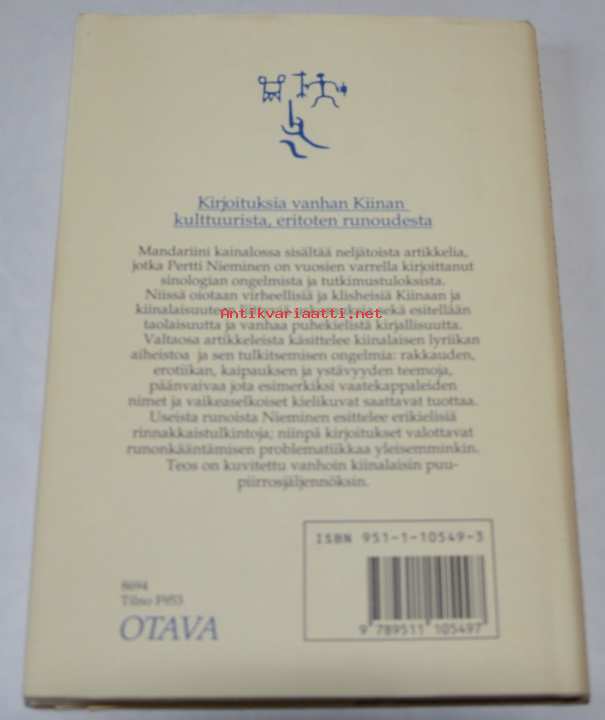 Kirjoituksia vanhan Kiinan
kulttuurista, eritoten runoudesta
Mandariini kainalossa sisältää neljätoista artikkelia,
jotka Pertti Nieminen on vuosien varrella kirjoittanut
sinologian ongelmista ja tutkimustuloksista.
Niissä oiotaan virheellisiä ja klisheisiä Kiinaan ja
kiinalaisuuteen sekä esitellään
Antikvariaatti.net
taolaisuutta ja vanhaa puhekielistä kirjallisuutta.
Valtaosa artikkeleista käsittelee kiinalaisen lyriikan
aiheistoa ja sen tulkitsemisen ongelmia: rakkauden,
erotiikan, kaipauksen ja ystävyyden teemoja,
päänvaivaa jota esimerkiksi vaatekappaleiden
nimet ja vaikeaselkoiset kielikuvat saattavat tuottaa.
Useista runoista Nieminen esittelee erikielisiä
rinnakkaistulkintoja; niinpä kirjoitukset valottavat
runonkääntämisen problematiikkaa yleisemminkin.
Teos on kuvitettu vanhoin kiinalaisin puu-
piirrosjäljennöksin.
ISBN 951-1-10549-3
9 789511 105497
8694
OTAVA